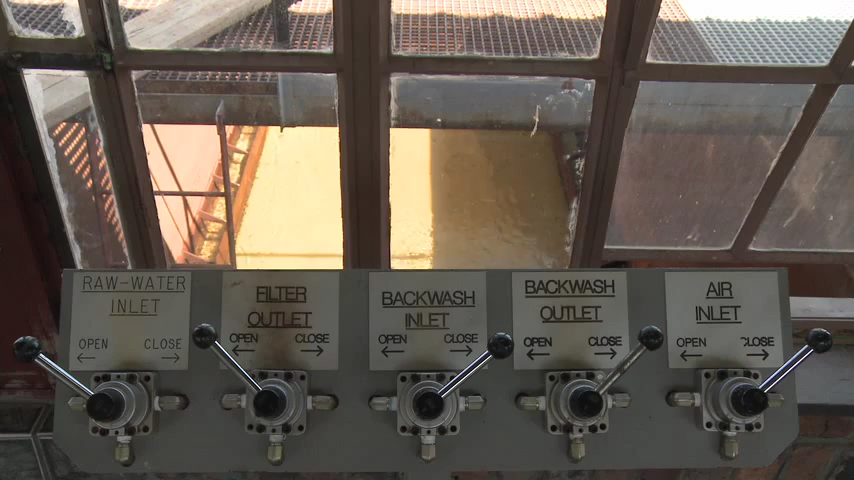 RAW-WATER
INLET
OPEN CLOSE
FILTER
OUTLET
OPEN CLOSE
BACKWASH
INLET
OPEN CLOSE
BACKWASH
OUTLET
OPEN CLOSE
AIR
INLET
OPEN CLOSE